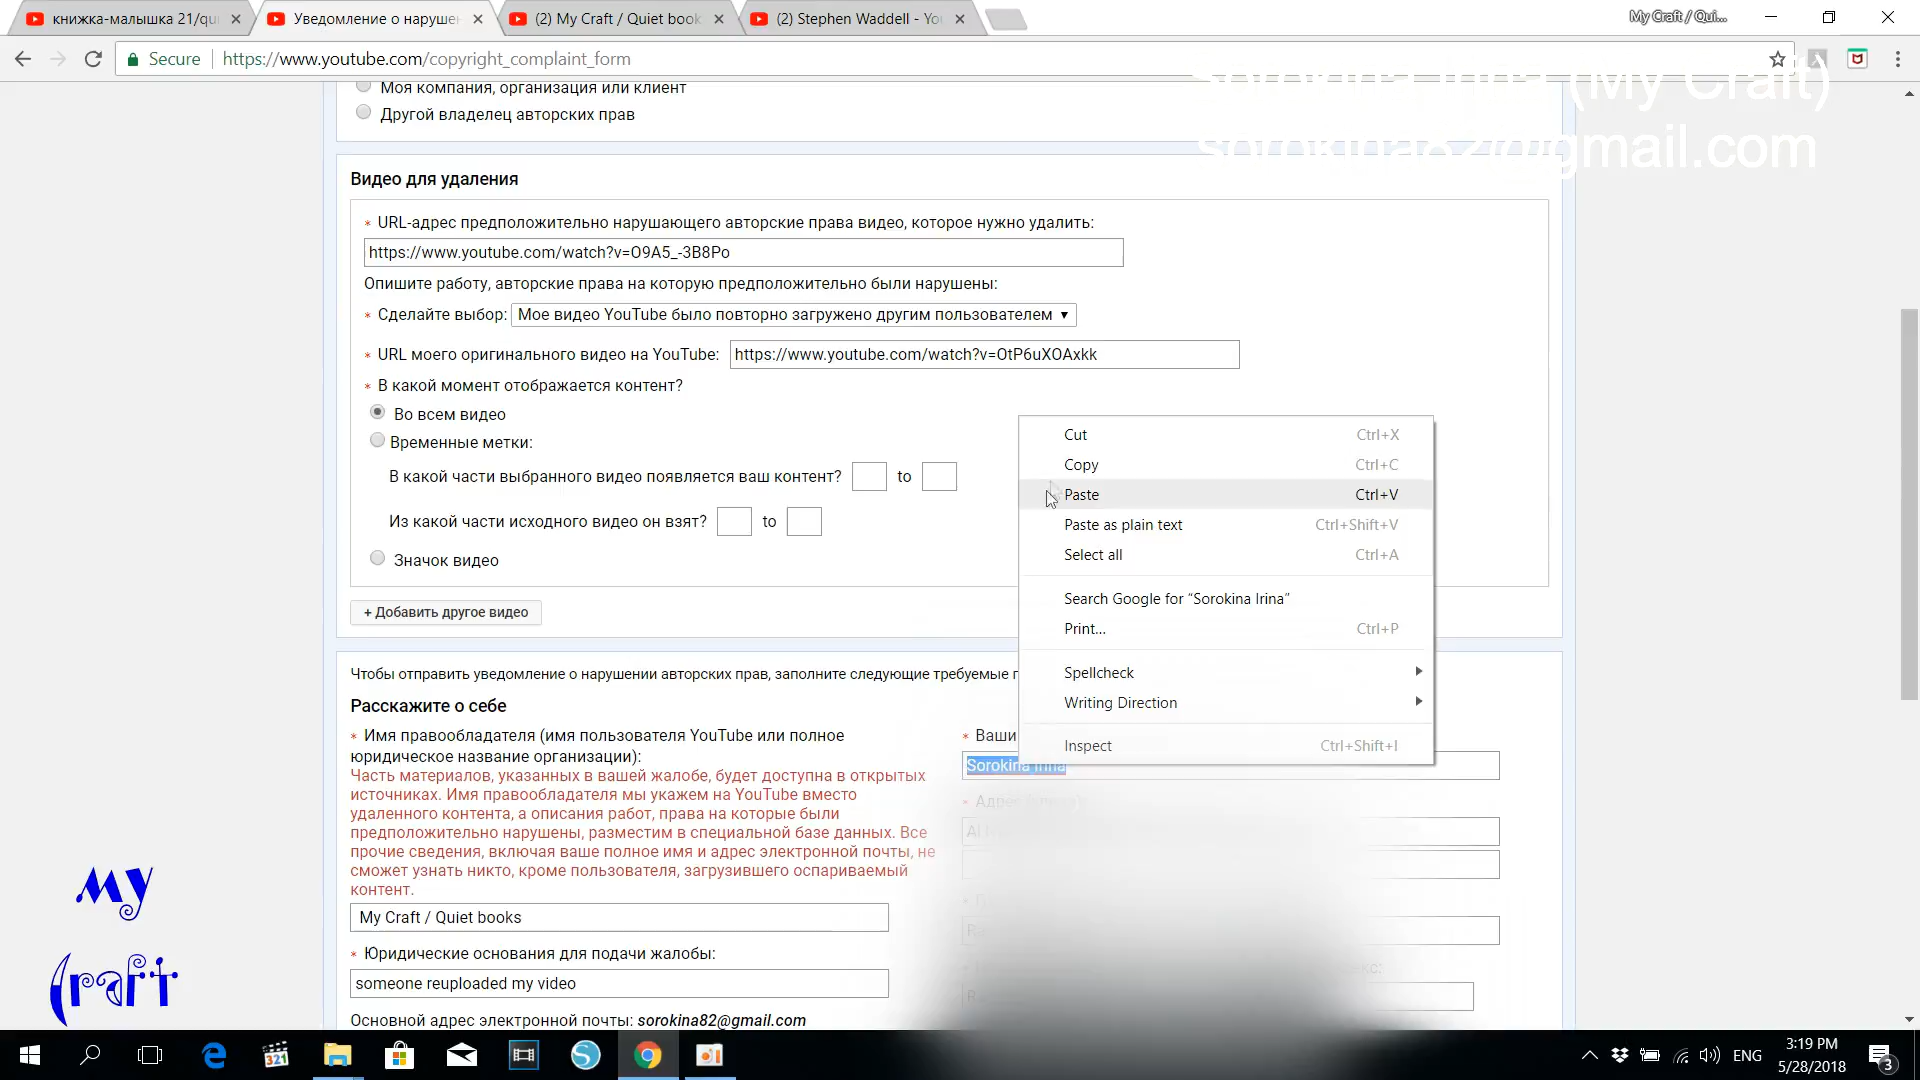 книжка-малышка 21/qui
Уведомление о наруше
(2) My Craft / Quiet book
(2) Stephen Waddell - Yo
My Craft / Qui...
Secure
https://www.youtube.com/copyright_complaint_form
Моя компания, организация или клиент
Sorokina Irina (My Craft)
Другой владелец авторских прав
sorokina82@gmail.com
Видео для удаления
* URL-адрес предположительно нарушающего авторские права видео, которое нужно удалить:
https://www.youtube.com/watch?v=O9A5_-3B8Po
Опишите работу, авторские права на которую предположительно были нарушены:
* Сделайте выбор: Мое видео YouTube было повторно загружено другим пользователем
* URL моего оригинального видео на YouTube: https://www.youtube.com/watch?v=OtP6uXOAxkk
* В какой момент отображается контент?
Во всем видео
Временные метки:
В какой части выбранного видео появляется ваш контент? to
Из какой части исходного видео он взят? to
Значок видео
+ Добавить другое видео
Cut Ctrl+X
Copy Ctrl+C
Paste Ctrl+V
Paste as plain text Ctrl+Shift+V
Select all Ctrl+A
Search Google for “Sorokina Irina”
Print... Ctrl+P
Spellcheck
Writing Direction
Inspect Ctrl+Shift+I
Чтобы отправить уведомление о нарушении авторских прав, заполните следующие требуемые
Расскажите о себе
* Имя правообладателя (имя пользователя YouTube или полное
юридическое название организации):
Часть материалов, указанных в вашей жалобе, будет доступна в открытых
источниках. Имя правообладателя мы укажем на YouTube вместо
удаленного контента, а описания работ, права на которые были
предположительно нарушены, разместим в специальной базе данных. Все
прочие сведения, включая ваше полное имя и адрес электронной почты, не
сможет узнать никто, кроме пользователя, загрузившего оспариваемый
контент.
My Craft / Quiet books
* Юридические основания для подачи жалобы:
someone reuploaded my video
Основной адрес электронной почты: sorokina82@gmail.com
* Ваши
Sorokina Irina
* Адрес
My
Craft
321
ENG
3:19 PM
5/28/2018
3